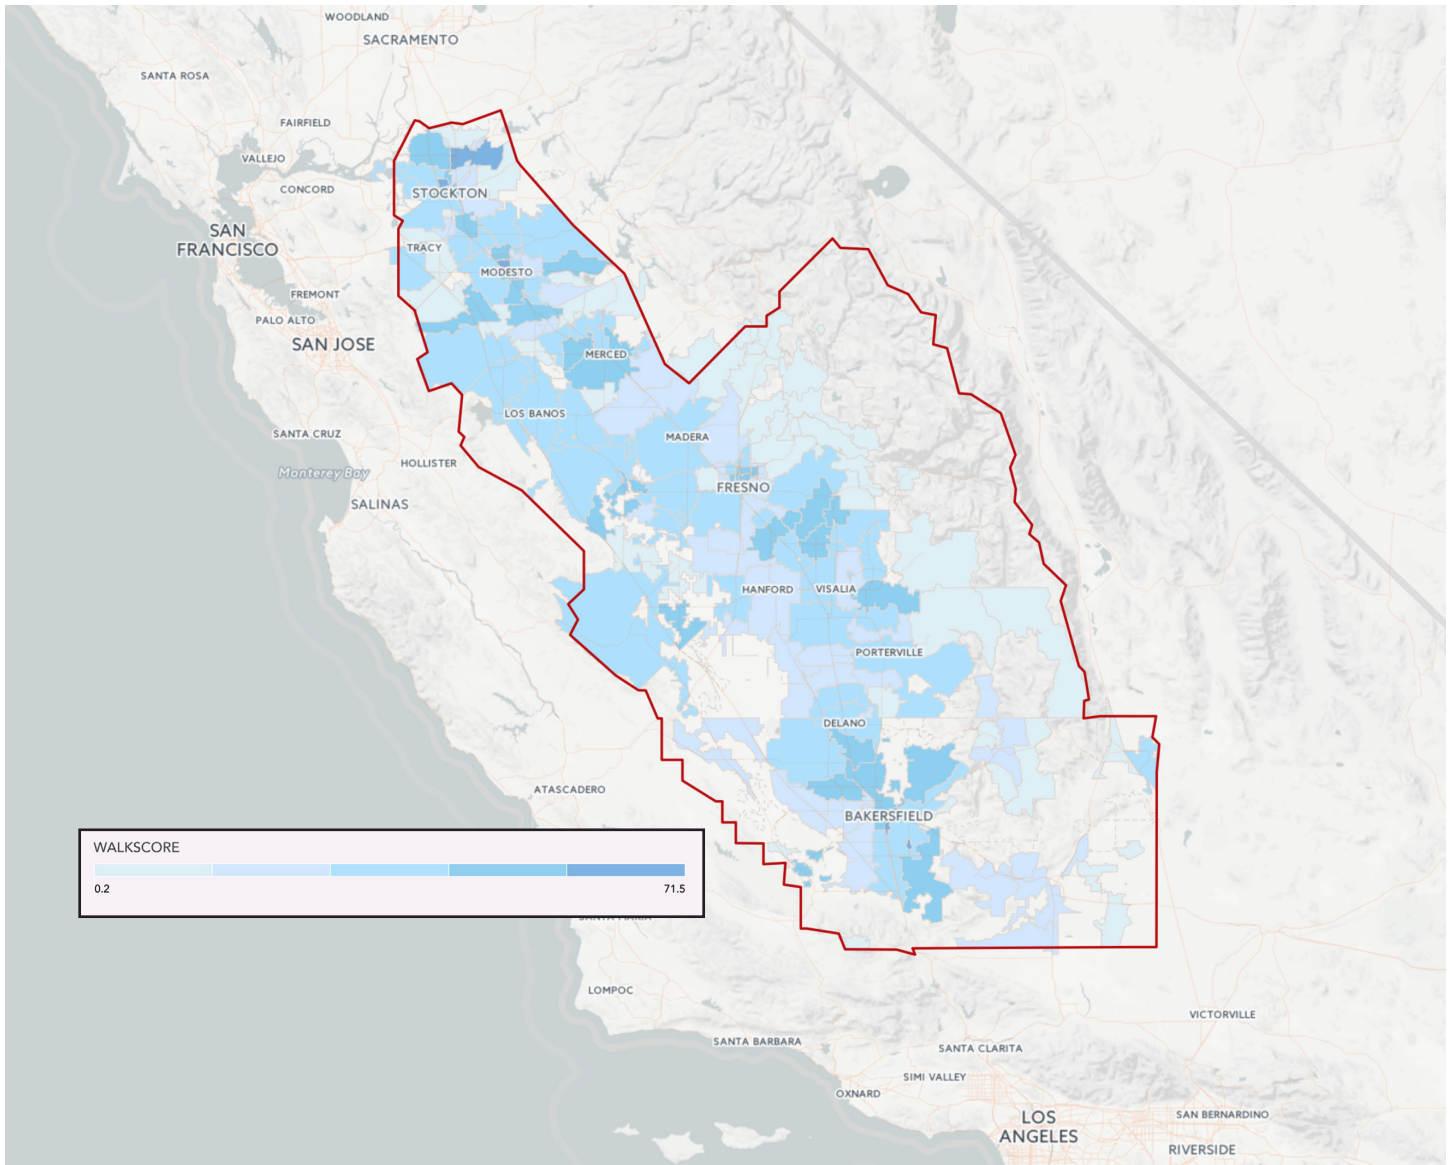 WOODLAND
SACRAMENTO
SANTA ROSA
FAIRFIELD
VALLEJO
CONCORD
STOCKTON
SAN
FRANCISCO
TRACY
MODESTO
FREMONT
PALO ALTO
SAN JOSE
MERCED
LOS BANOS
SANTA CRUZ
MADERA
HOLLISTER
Monterey Bay
FRESNO
SALINAS
HANFORD
VISALIA
PORTERVILLE
DELANO
ATASCADERO
BAKERSFIELD
WALKSCORE
0.2
71.5
SANTA MARIA
LOMPOC
VICTORVILLE
SANTA BARBARA
SANTA CLARITA
SIMI VALLEY
OXNARD
LOS
ANGELES
SAN BERNARDINO
RIVERSIDE